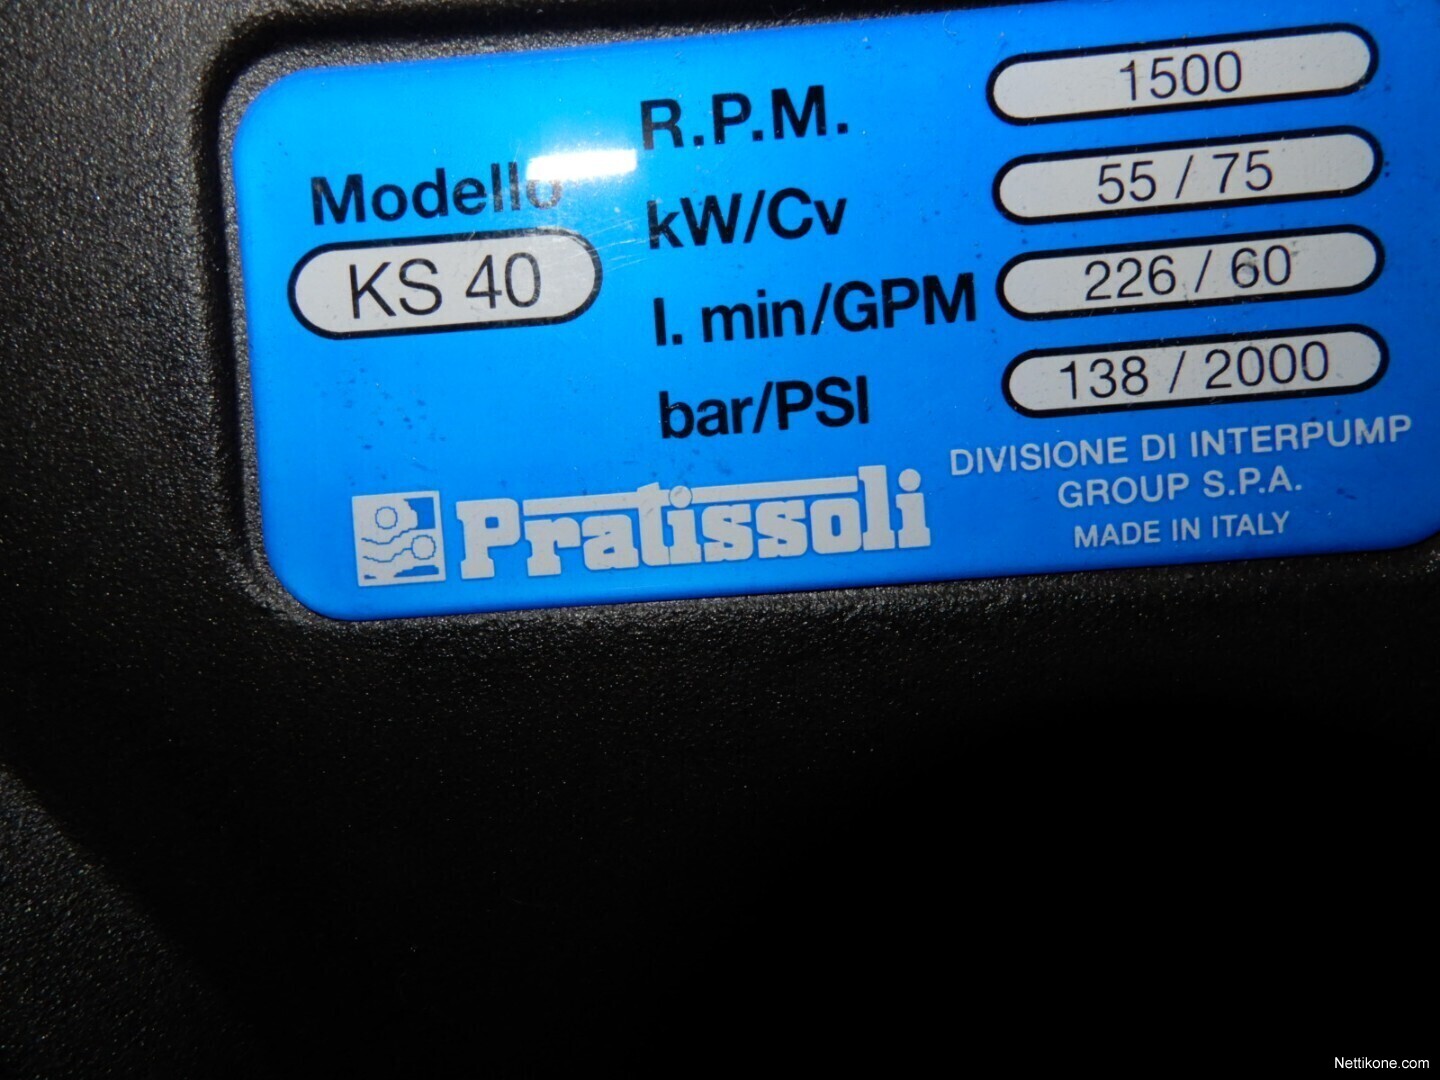 Modello
KS 40
R.P.M. 1500
kW/Cv 55 / 75
l. min/GPM 226 / 60
bar/PSI 138 / 2000
Pratissoli
DIVISIONE DI INTERPUMP
GROUP S.P.A.
MADE IN ITALY
Nettikone.com